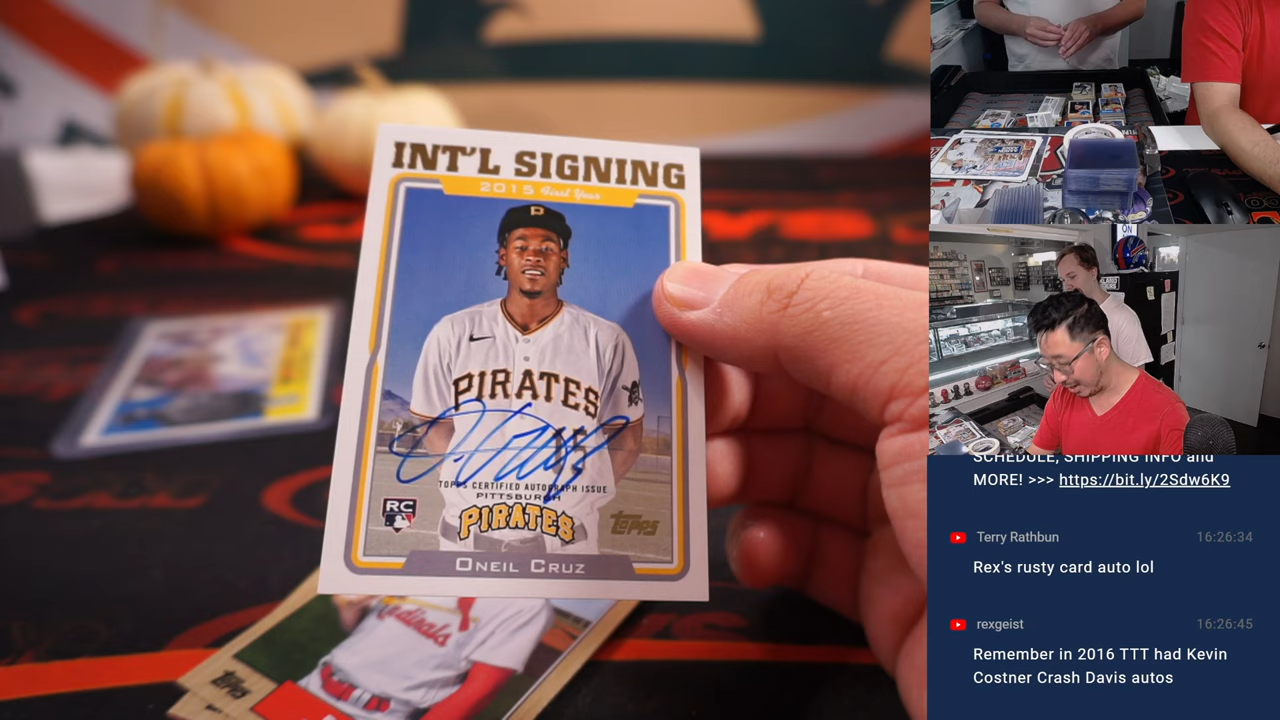 INT'L SIGNING
2015 First Year
P
PIRATES
TOPPS CERTIFIED AUTOGRAPH ISSUE
PITTSBURGH
PIRATES
RC
Topps
ONEIL CRUZ
Cardinals
Topps
ON
SCHEDULE, SHIPPING INFO and
MORE! >>> https://bit.ly/2Sdw6K9
Terry Rathbun 16:26:34
Rex's rusty card auto lol
rexgeist 16:26:45
Remember in 2016 TTT had Kevin
Costner Crash Davis autos